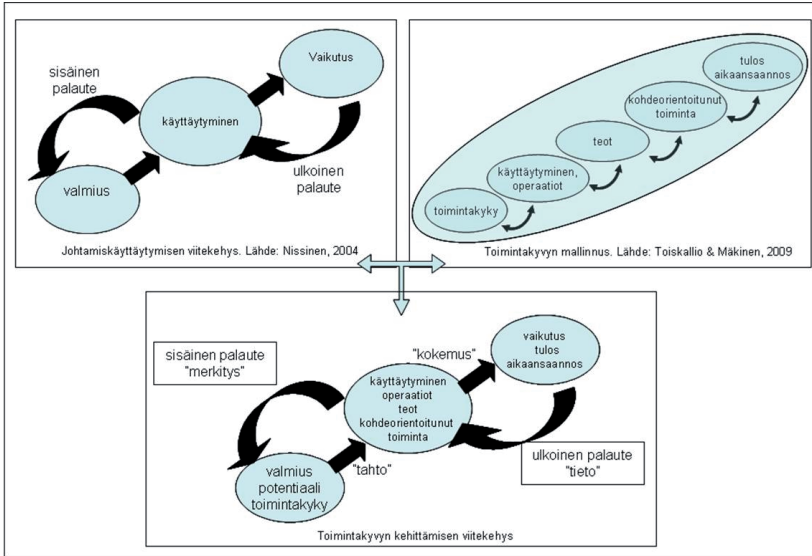 Vaikutus
sisäinen
palaute
käyttäytyminen
ulkoinen
palaute
valmius
Johtamiskäyttäytymisen viitekehys. Lähde: Nissinen, 2004
tulos
aikaansaannos
kohdeorientoitunut
toiminta
teot
käyttäytyminen,
operaatiot
toimintakyky
Toimintakyvyn mallinnus. Lähde: Toiskallio & Mäkinen, 2009
sisäinen palaute
"merkitys"
"kokemus"
vaikutus
tulos
aikaansaannos
käyttäytyminen
operaatiot
teot
kohdeorientoitunut
toiminta
ulkoinen palaute
"tieto"
"tahto"
valmius
potentiaali
toimintakyky
Toimintakyvyn kehittämisen viitekehys